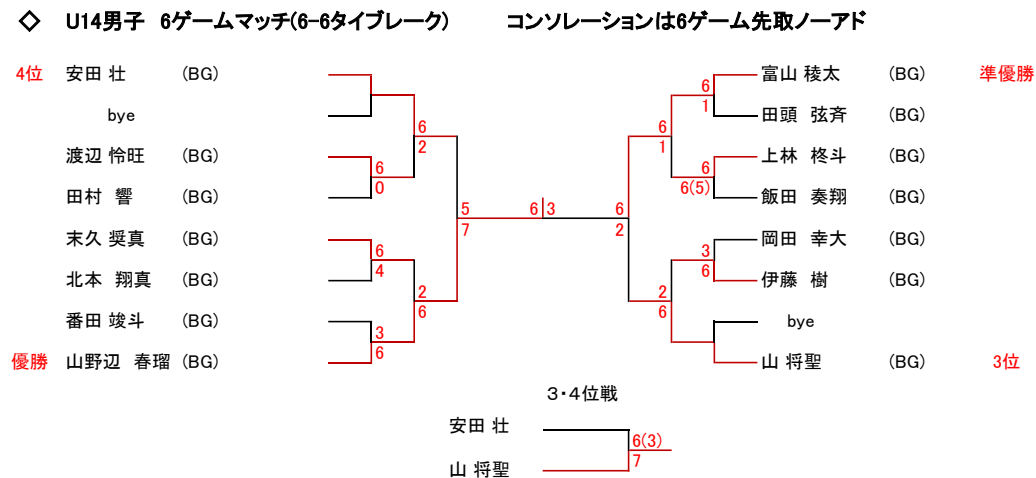 ◇ U14男子 6ゲームマッチ(6-6タイブレーク) コンソレーションは6ゲーム先取ノーアド
4位 安田 壮 (BG) 富山 稜太 (BG) 準優勝
6
bye 1 田頭 弦斉 (BG)
6 6
渡辺 怜旺 (BG) 2 1 上林 柊斗 (BG)
6 6
田村 響 (BG) 0 6(5) 飯田 奏翔 (BG)
5 6 3 6
末久 奨真 (BG) 7 2 岡田 幸大 (BG)
6 3
北本 翔真 (BG) 4 6 伊藤 樹 (BG)
2 2
番田 竣斗 (BG) 6 6 bye
3
優勝 山野辺 春瑠 (BG) 6 山 将聖 (BG) 3位
3・4位戦
安田 壮
6(3)
山 将聖 7